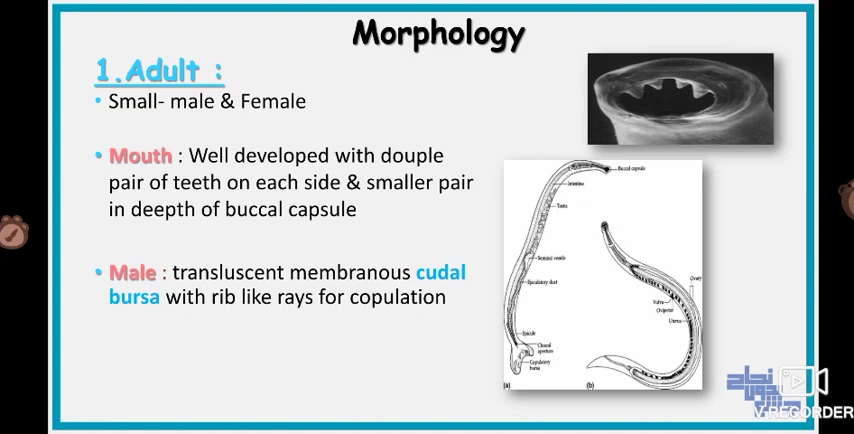 Morphology
1.Adult :
• Small- male & Female
• Mouth : Well developed with douple
pair of teeth on each side & smaller pair
in deepth of buccal capsule
• Male : transluscent membranous cudal
bursa with rib like rays for copulation
Buccal capsule
Intestine
Testis
Seminal vesicle
Ejaculatory duct
Spicule
Cloacal
aperture
Copulatory
bursa
(a)
Ovary
Vulva
Ovijector
Uterus
(b)
V-RECORDER